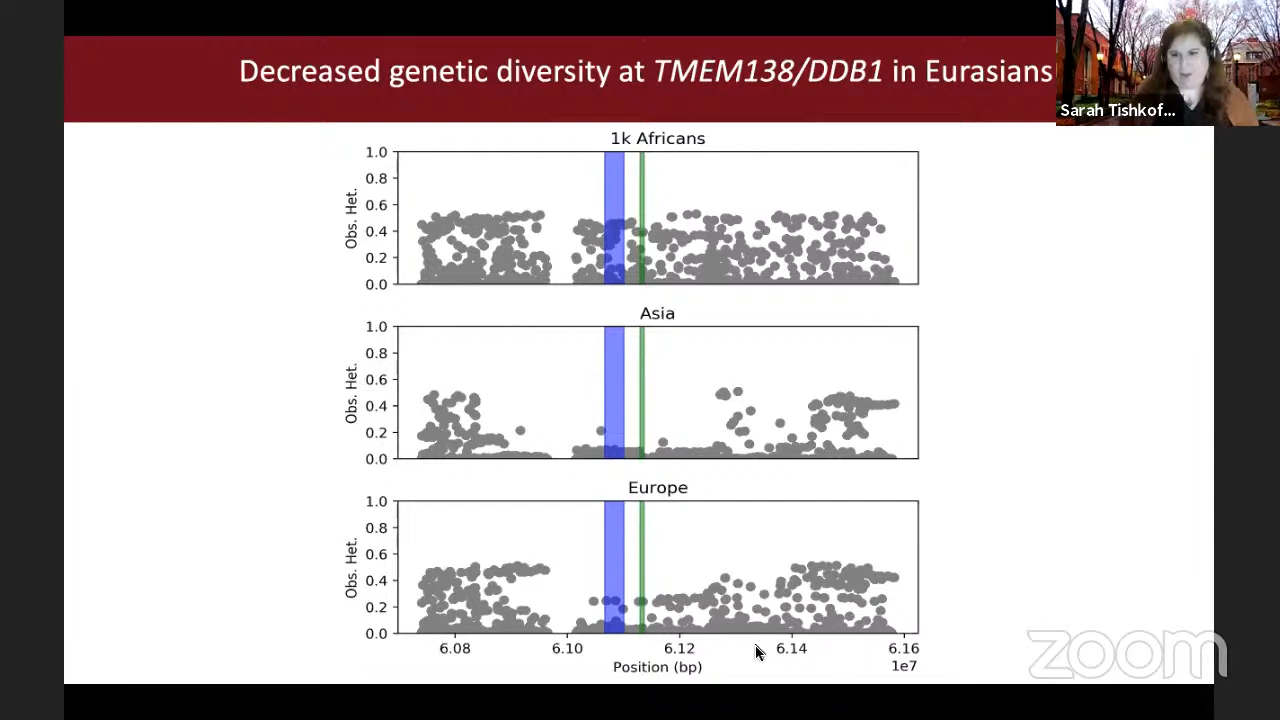 Decreased genetic diversity at TMEM138/DDB1 in Eurasians
Sarah Tishkof...
1k Africans
Obs. Het.
1.0
0.8
0.6
0.4
0.2
0.0
Asia
Obs. Het.
1.0
0.8
0.6
0.4
0.2
0.0
Europe
Obs. Het.
1.0
0.8
0.6
0.4
0.2
0.0
6.08 6.10 6.12 6.14 6.16
Position (bp) 1e7
zoom